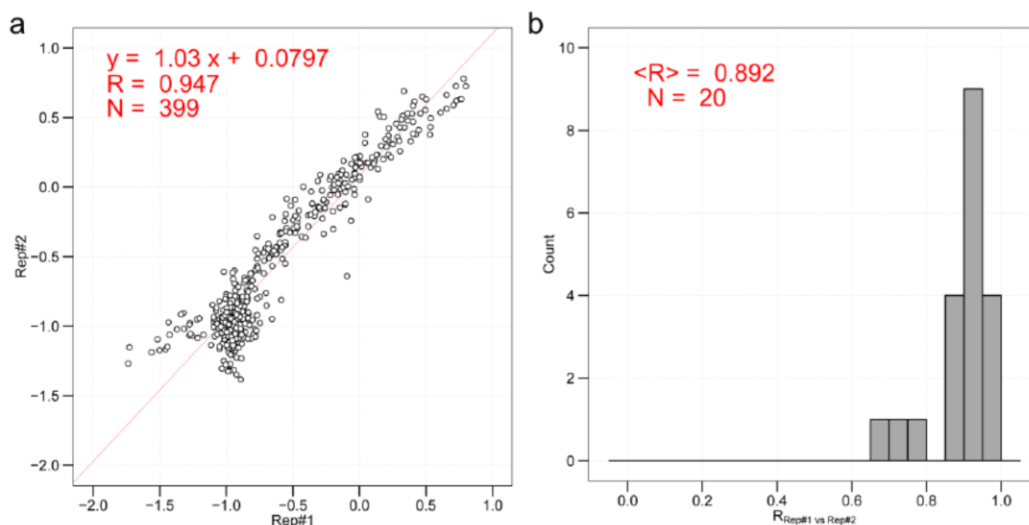 a
y = 1.03 x + 0.0797
R = 0.947
N = 399
1.0
0.5
0.0
−0.5
−1.0
−1.5
−2.0
Rep#2
−2.0 −1.5 −1.0 −0.5 0.0 0.5 1.0
Rep#1
b
<R> = 0.892
N = 20
10
8
6
4
2
0
Count
0.0 0.2 0.4 0.6 0.8 1.0
R Rep#1 vs Rep#2